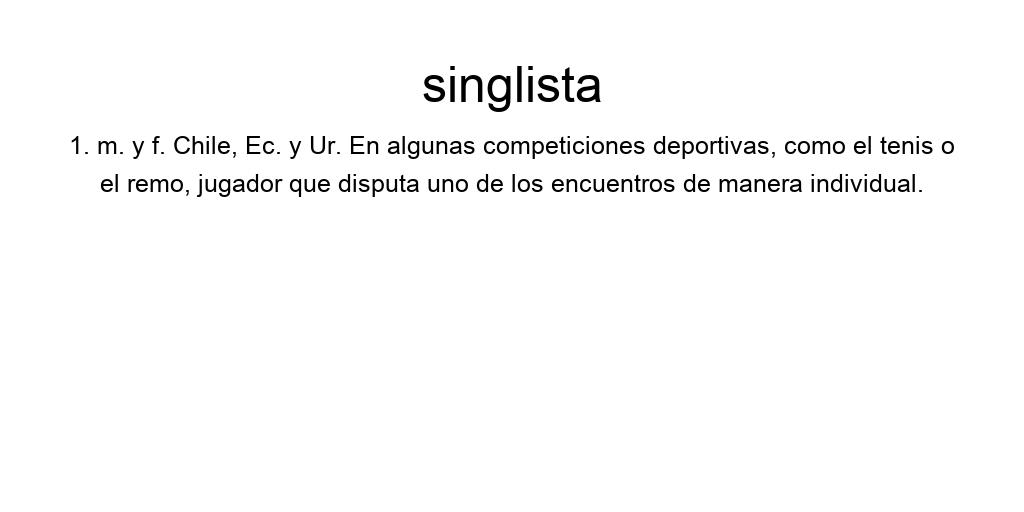 singlista
1. m. y f. Chile, Ec. y Ur. En algunas competiciones deportivas, como el tenis o
el remo, jugador que disputa uno de los encuentros de manera individual.